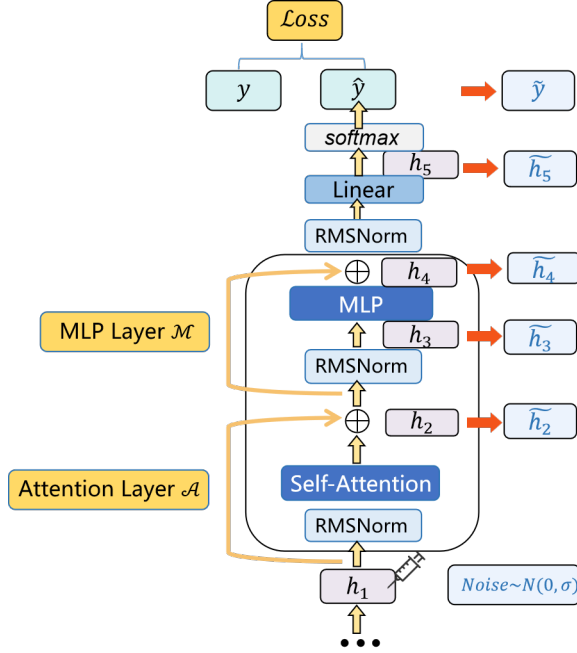 ℒoss
y
ŷ
ỹ
softmax
h₅
h̃₅
Linear
RMSNorm
h₄
h̃₄
MLP
MLP Layer ℳ
h₃
h̃₃
RMSNorm
h₂
h̃₂
Self-Attention
Attention Layer 𝒜
RMSNorm
h₁
Noise~N(0, σ)
•••